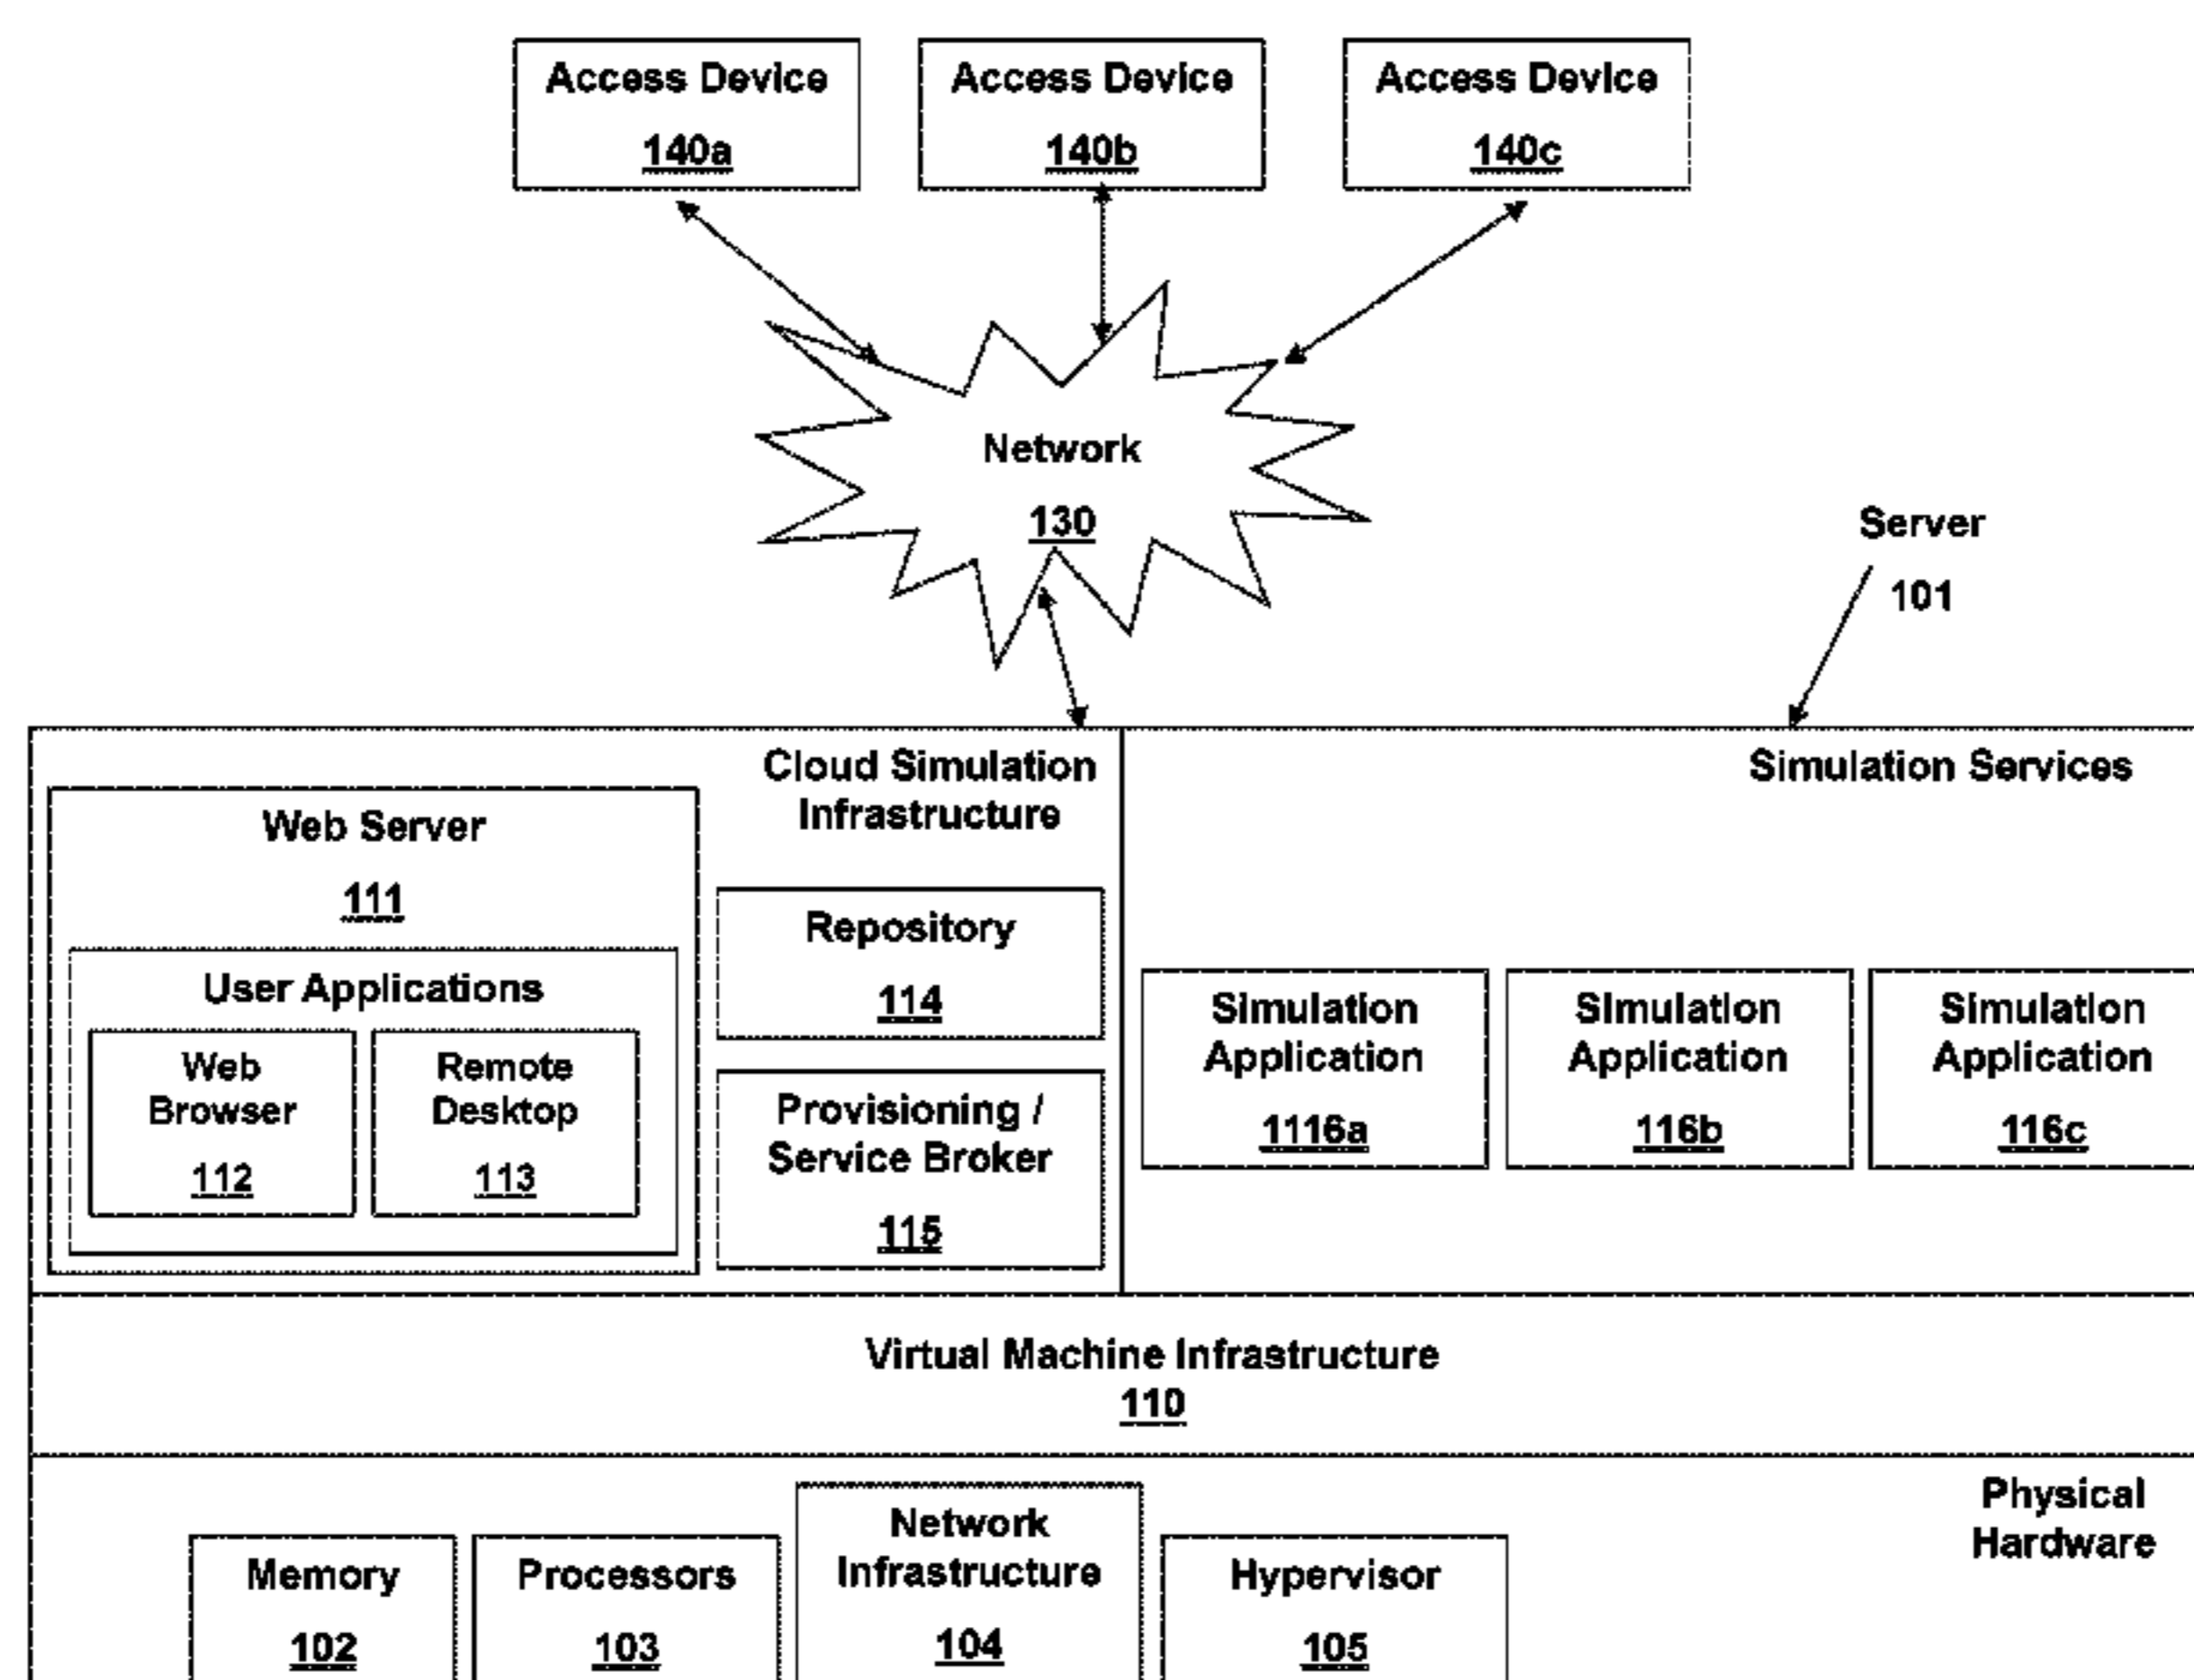 Access Device
140a
Access Device
140b
Access Device
140c
Network
130
Server
101
Cloud Simulation
Infrastructure
Simulation Services
Web Server
111
User Applications
Web
Browser
112
Remote
Desktop
113
Repository
114
Provisioning /
Service Broker
115
Simulation
Application
1116a
Simulation
Application
116b
Simulation
Application
116c
Virtual Machine Infrastructure
110
Physical
Hardware
Memory
102
Processors
103
Network
Infrastructure
104
Hypervisor
105